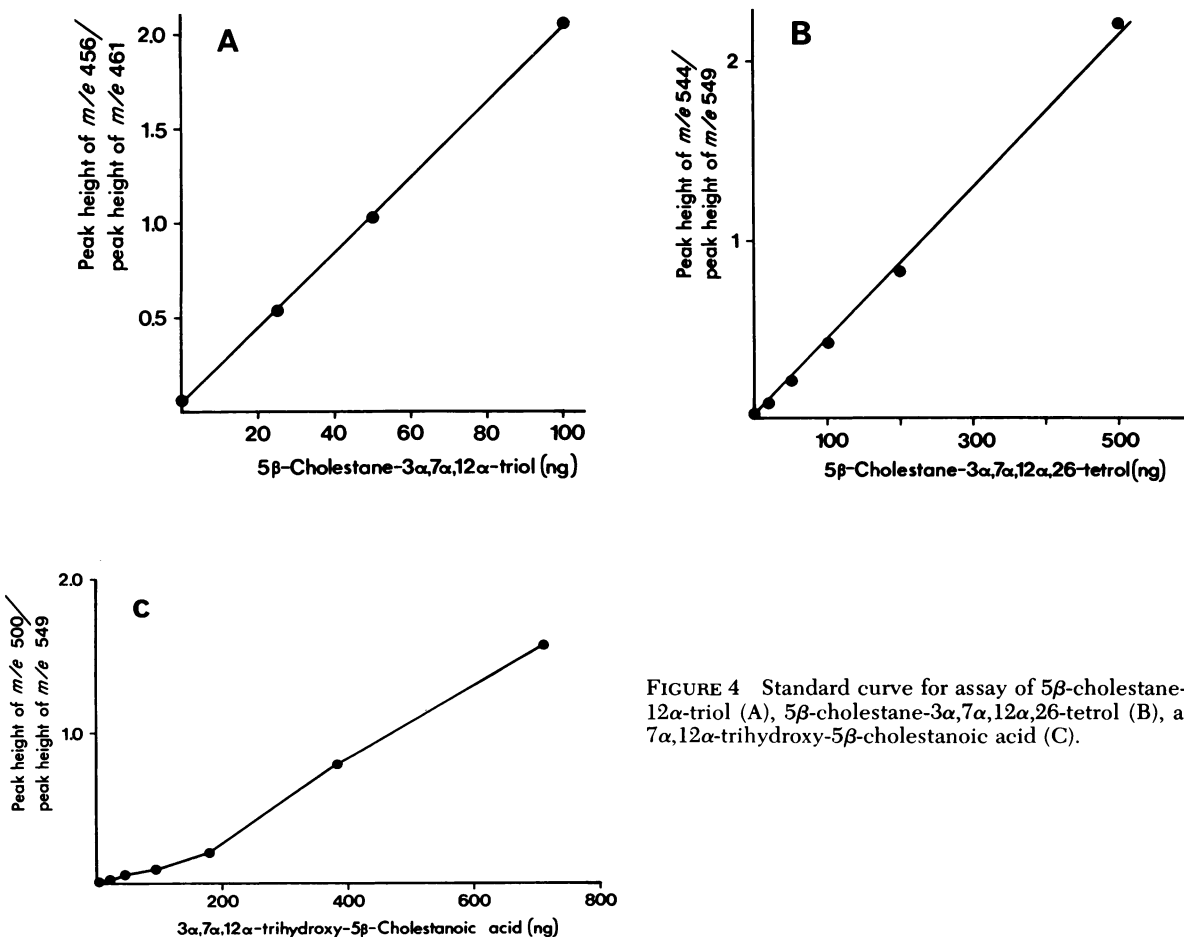 A
Peak height of m/e 456/
peak height of m/e 461
2.0
1.5
1.0
0.5
20 40 60 80 100
5β-Cholestane-3α,7α,12α-triol (ng)
B
Peak height of m/e 544/
peak height of m/e 549
2
1
100 300 500
5β-Cholestane-3α,7α,12α,26-tetrol(ng)
C
Peak height of m/e 500/
peak height of m/e 549
2.0
1.0
200 400 600 800
3α,7α,12α-trihydroxy-5β-Cholestanoic acid (ng)
FIGURE 4 Standard curve for assay of 5β-cholestane-
12α-triol (A), 5β-cholestane-3α,7α,12α,26-tetrol (B), a
7α,12α-trihydroxy-5β-cholestanoic acid (C).